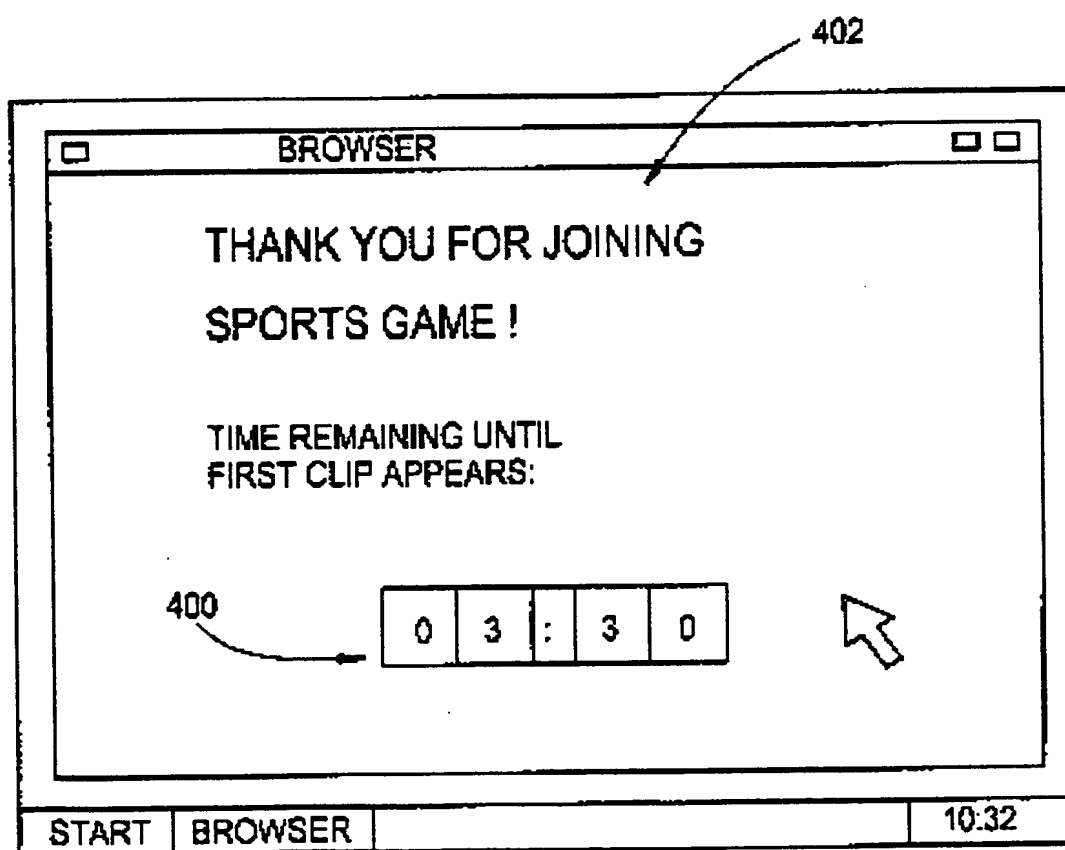 402
BROWSER
THANK YOU FOR JOINING
SPORTS GAME !
TIME REMAINING UNTIL
FIRST CLIP APPEARS:
400
0 3 : 3 0
START BROWSER 10:32